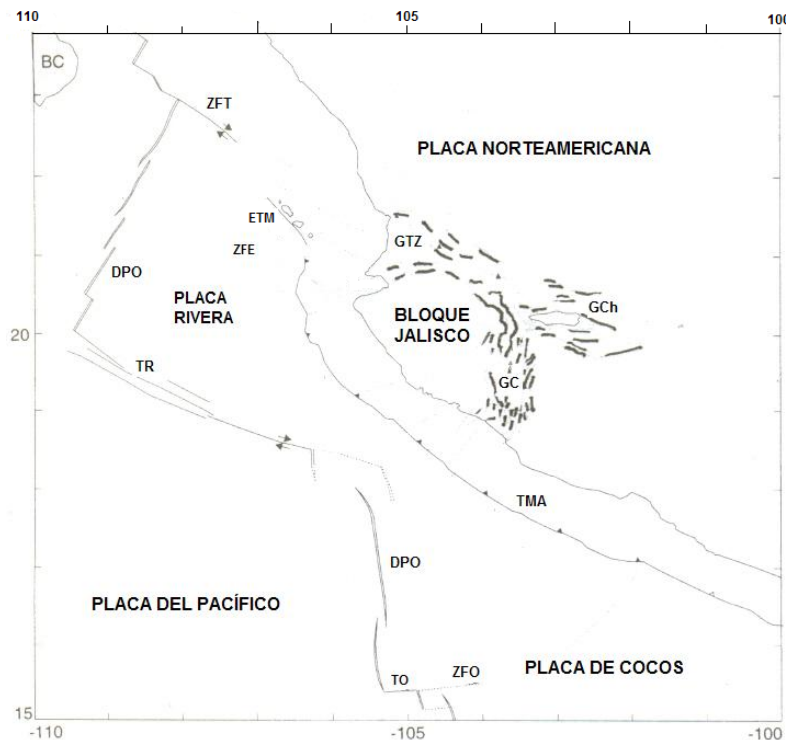 110
105
100
BC
ZFT
PLACA NORTEAMERICANA
ETM
GTZ
ZFE
DPO
PLACA
RIVERA
BLOQUE
JALISCO
GCh
20
TR
GC
TMA
DPO
PLACA DEL PACÍFICO
PLACA DE COCOS
TO
ZFO
15
-110
-105
-100